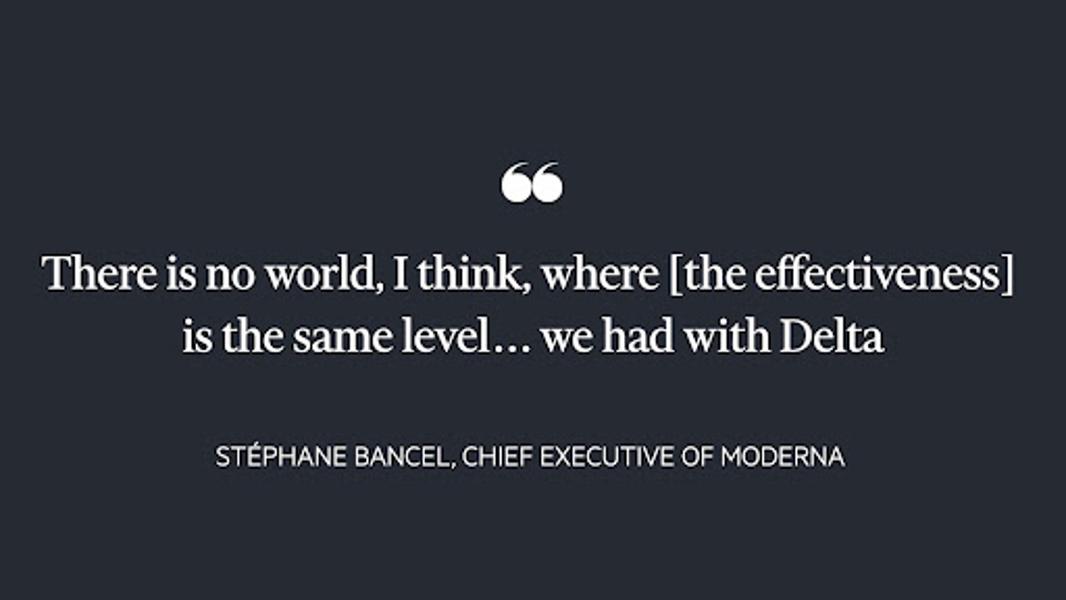 “
There is no world, I think, where [the effectiveness]
is the same level... we had with Delta
STÉPHANE BANCEL, CHIEF EXECUTIVE OF MODERNA